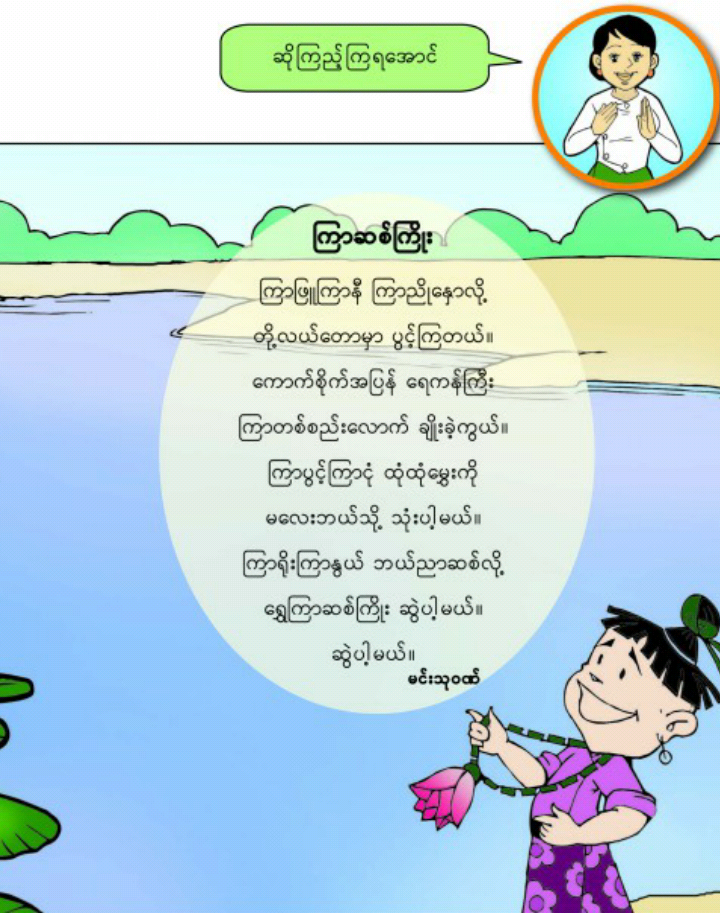 ဆိုကြည့်ကြရအောင်
ကြာဆစ်ကြိုး
ကြာဖြူကြာနီ ကြာညိုနှောလို့
တို့လယ်တောမှာ ပွင့်ကြတယ်။
ကောက်စိုက်အပြန် ရေကန်ကြီး
ကြာတစ်စည်းလောက် ချိုးခဲ့ကွယ်။
ကြာပွင့်ကြာငုံ ထုံထုံမွှေးကို
မလေးဘယ်သို့ သုံးပါ့မယ်။
ကြာရိုးကြာနွယ် ဘယ်ညာဆစ်လို့
ရွှေကြာဆစ်ကြိုး ဆွဲပါ့မယ်။
ဆွဲပါ့မယ်။
မင်းသုဝဏ်